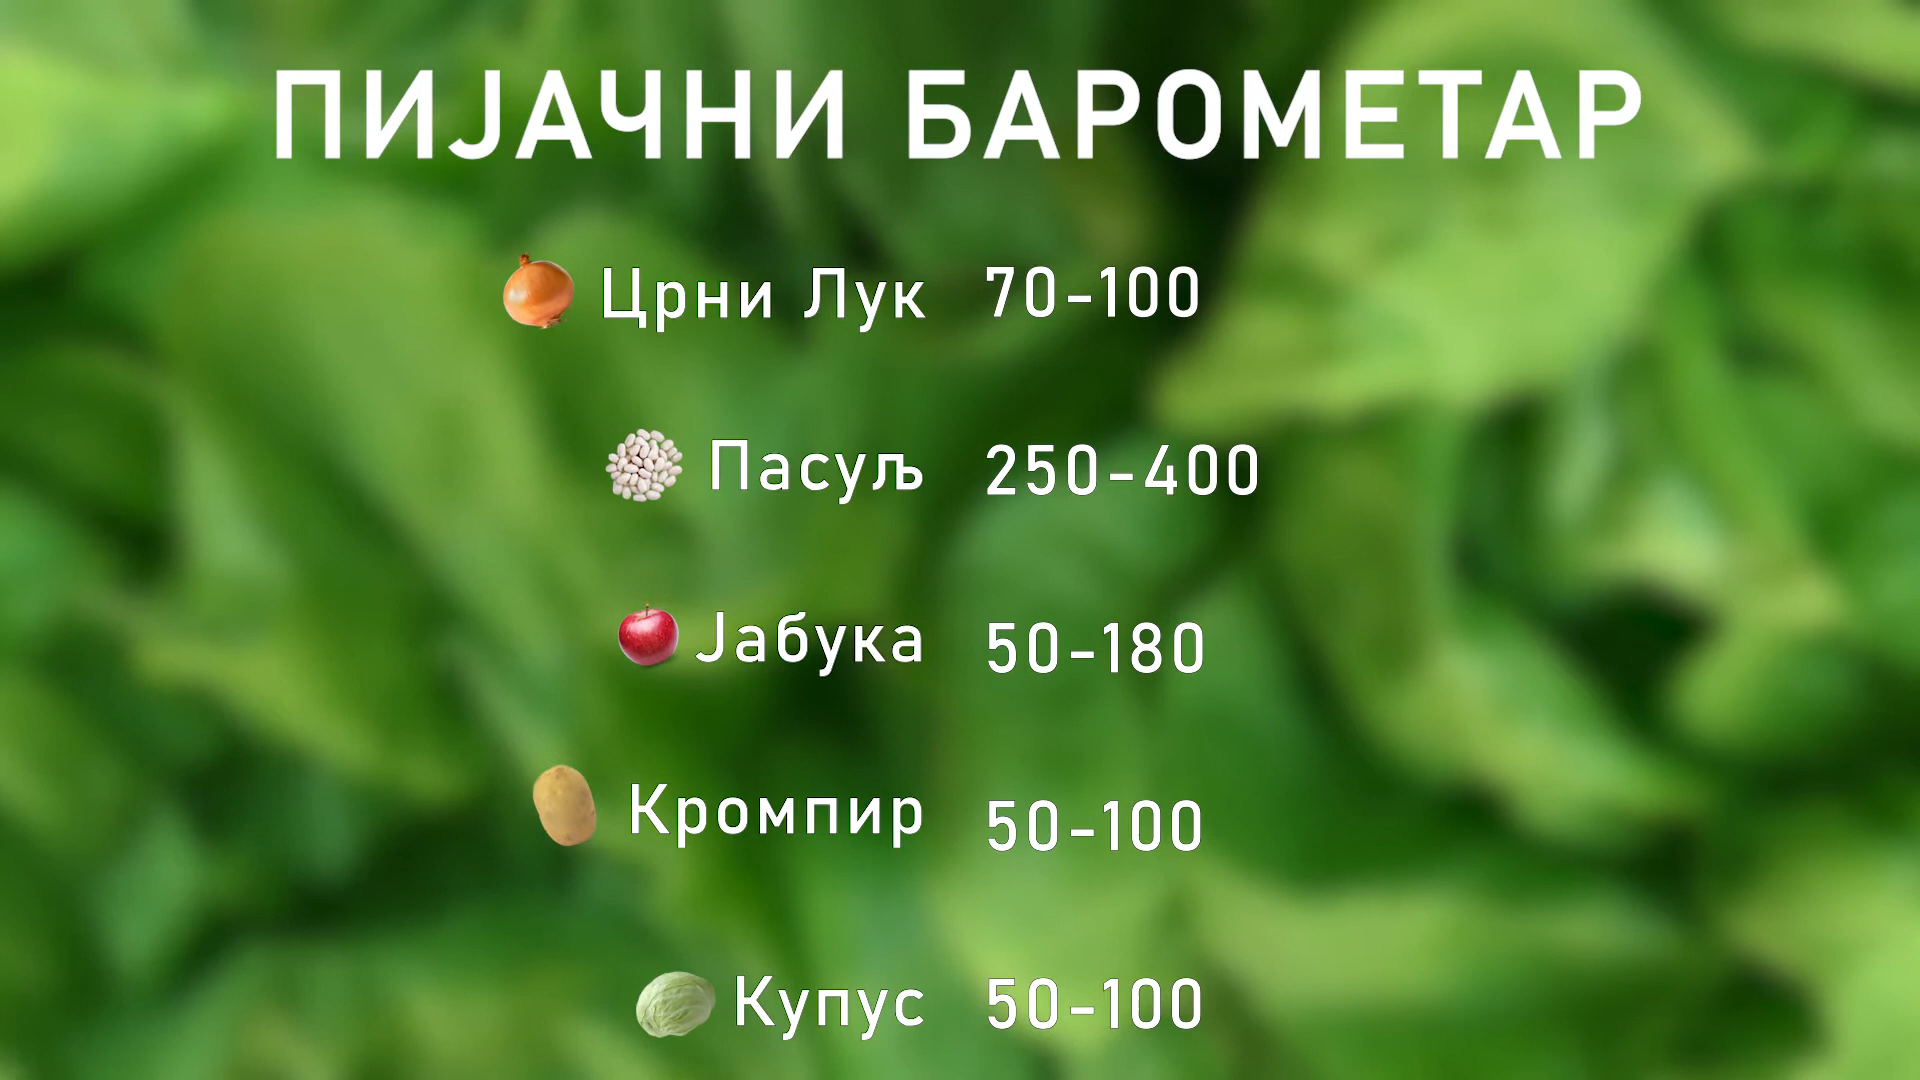 ПИЈАЧНИ БАРОМЕТАР
Црни Лук 70-100
Пасуљ 250-400
Јабука 50-180
Кромпир 50-100
Купус 50-100